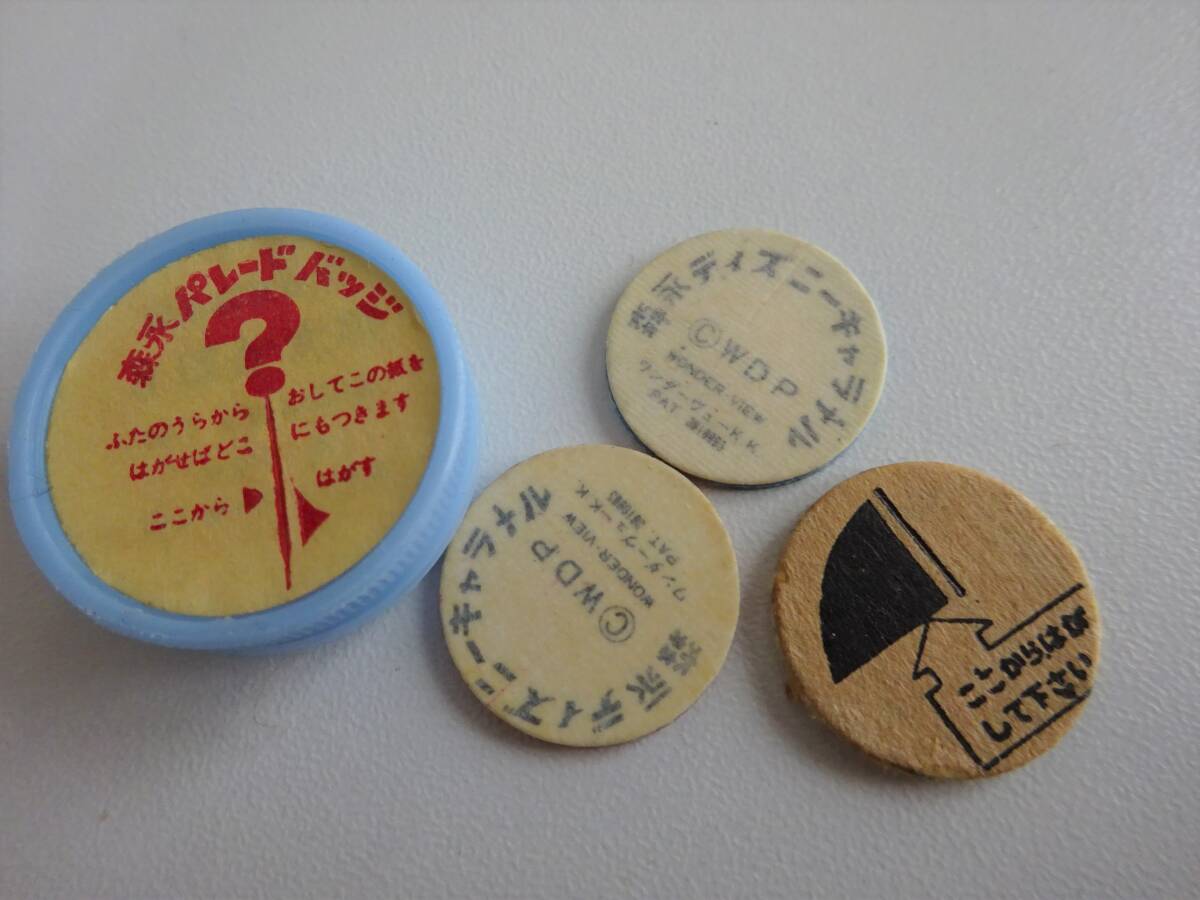 森永パレードバッジ
?
ふたのうらから
おしてこの紙を
はがせばどこ
にもつきます
ここから
はがす
森永ディズニーキャラメル
©WDP
WONDER-VIEW
ワンダーヴューK.K.
PAT.
森永ディズニーキャラメル
©WDP
WONDER-VIEW
ワンダーヴューK.K.
PAT.
ここからはな
して下さい